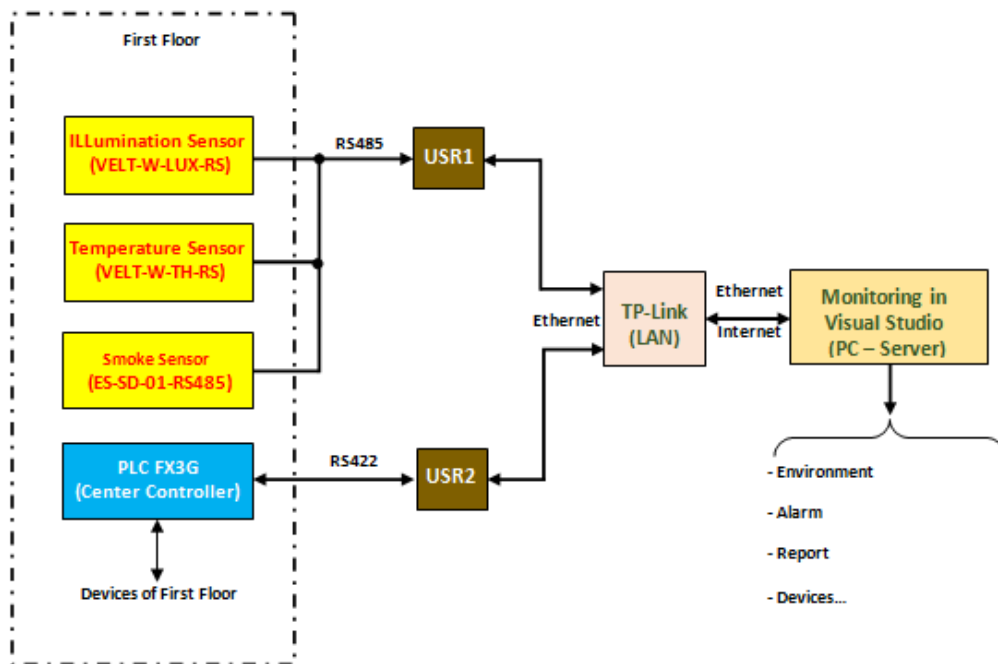 First Floor
ILLumination Sensor
(VELT-W-LUX-RS)
RS485
USR1
Temperature Sensor
(VELT-W-TH-RS)
Smoke Sensor
(ES-SD-01-RS485)
Ethernet
TP-Link
(LAN)
Ethernet
Internet
Monitoring in
Visual Studio
(PC – Server)
PLC FX3G
(Center Controller)
RS422
USR2
Devices of First Floor
- Environment
- Alarm
- Report
- Devices...